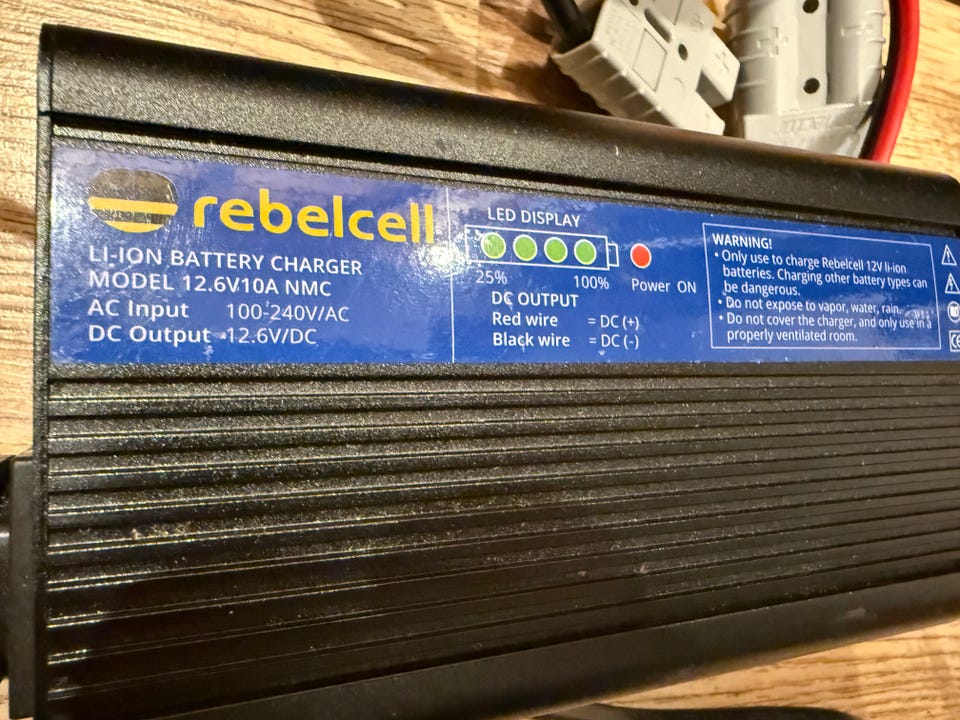 rebelcell
LI-ION BATTERY CHARGER
MODEL 12.6V10A NMC
AC Input 100-240V/AC
DC Output 12.6V/DC
LED DISPLAY
25% 100% Power ON
DC OUTPUT
Red wire = DC (+)
Black wire = DC (-)
WARNING!
• Only use to charge Rebelcell 12V li-ion
batteries. Charging other battery types can
be dangerous.
• Do not expose to vapor, water, rain.
• Do not cover the charger, and only use in a
properly ventilated room.
CE